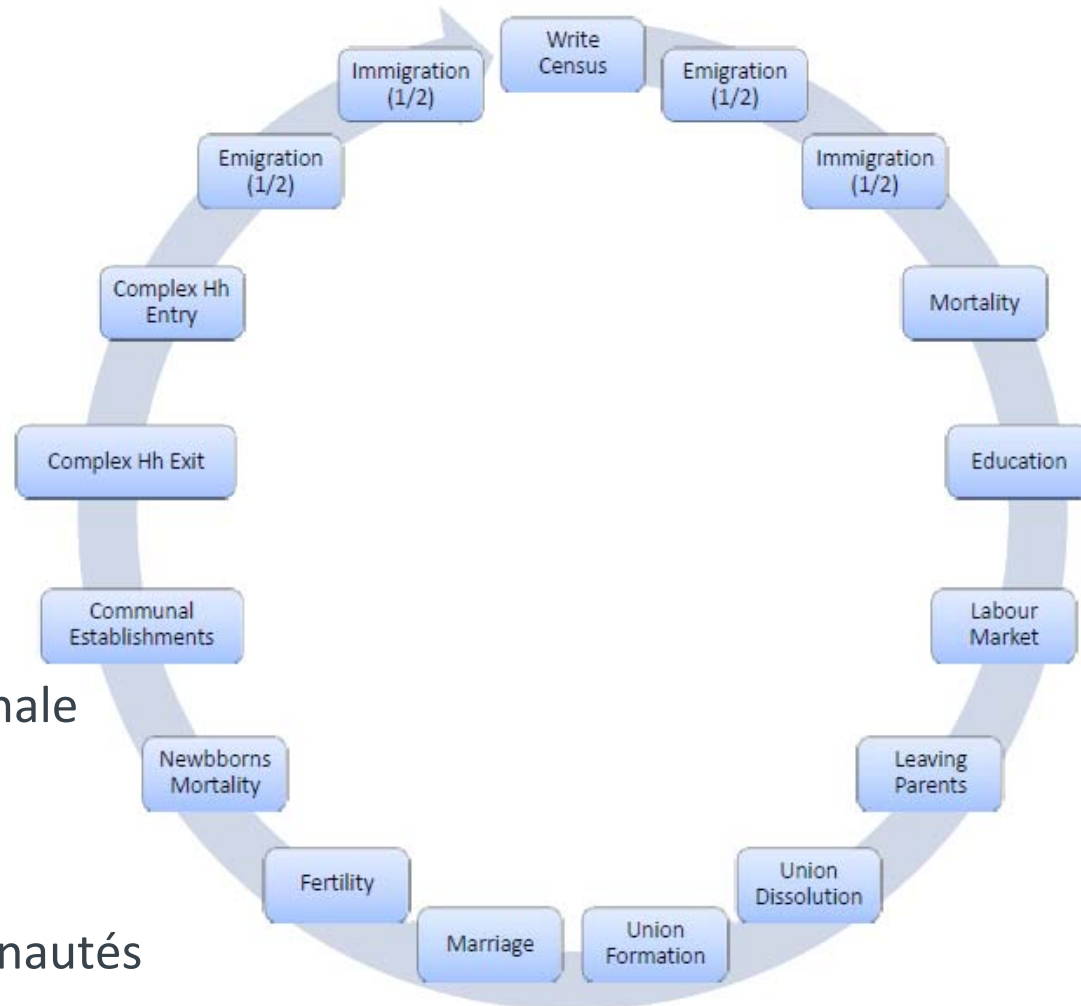 Write
Census
Emigration
(1/2)
Immigration
(1/2)
Mortality
Education
Labour
Market
Leaving
Parents
Union
Dissolution
Union
Formation
Marriage
Fertility
Newbborns
Mortality
Communal
Establishments
Complex Hh Exit
Complex Hh
Entry
Emigration
(1/2)
Immigration
(1/2)
nale
nautés